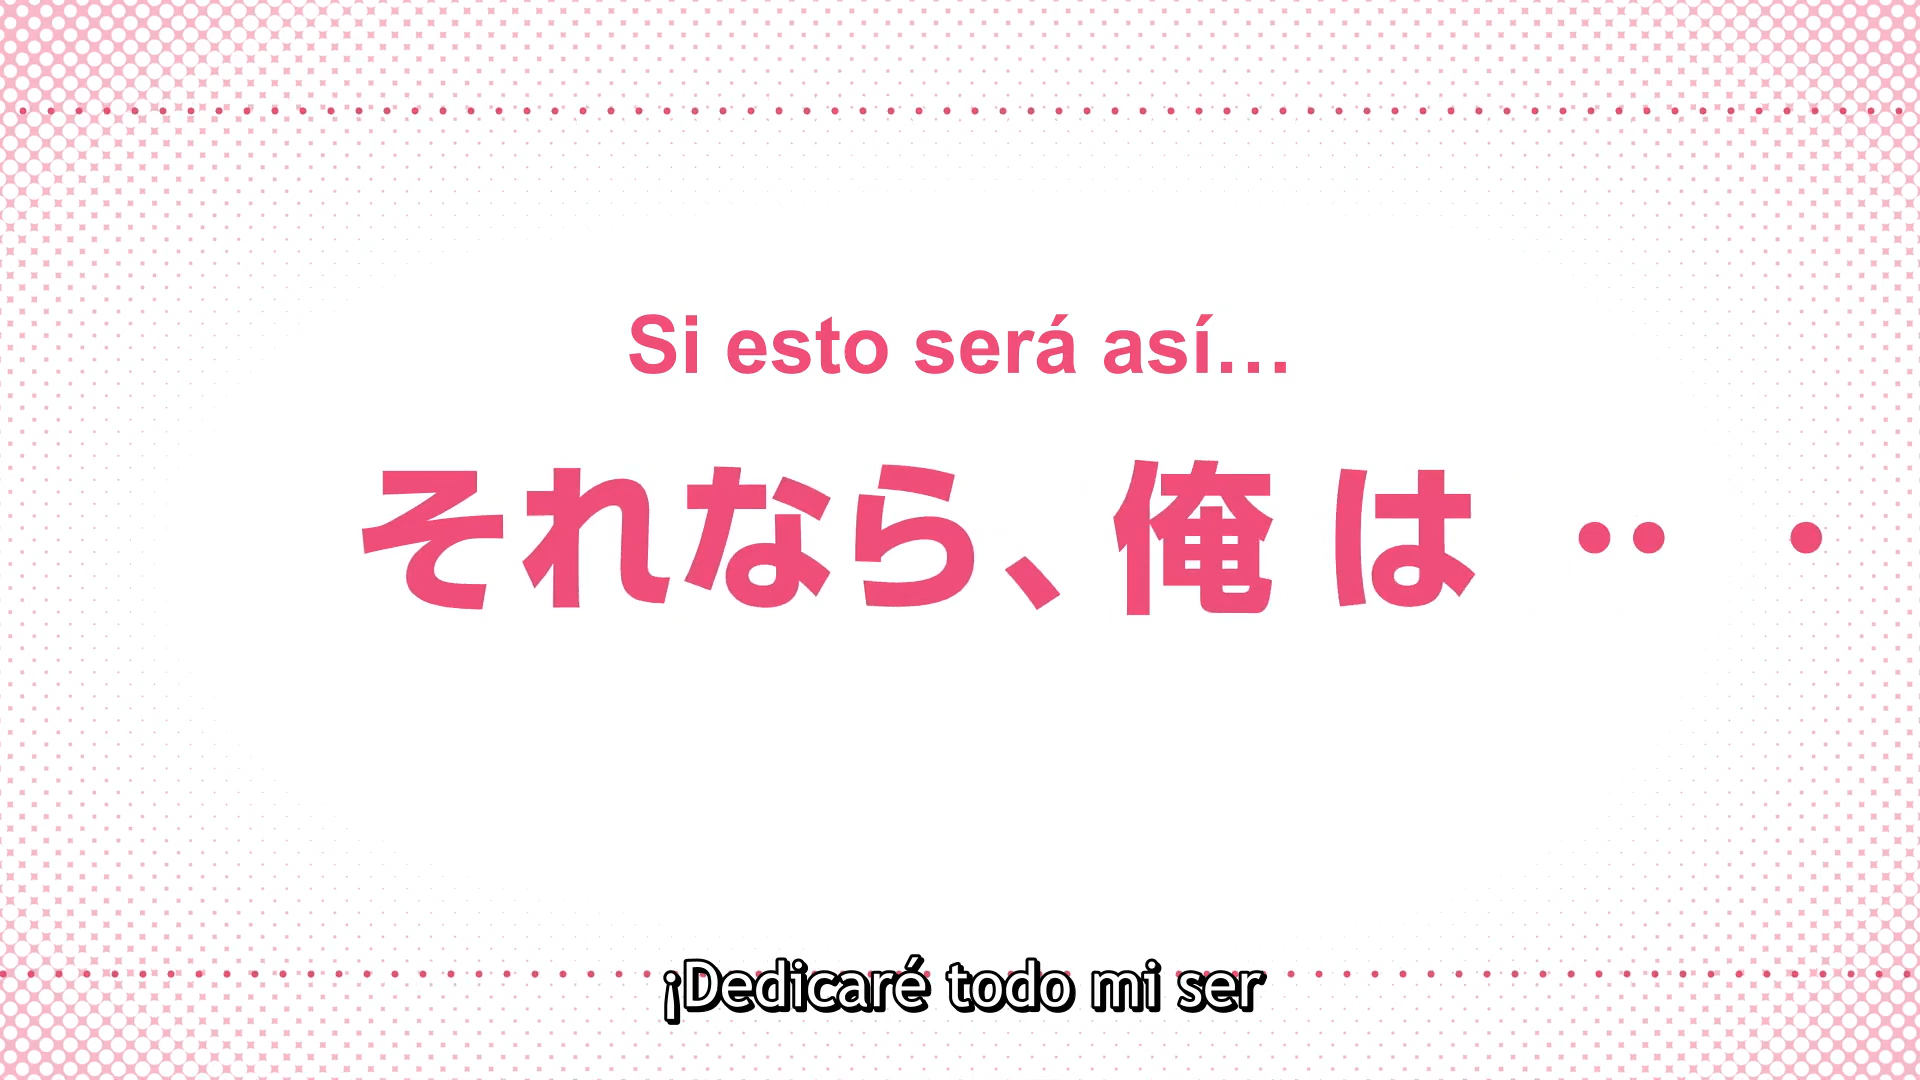 Si esto será así…
それなら、俺は・・・
¡Dedicaré todo mi ser